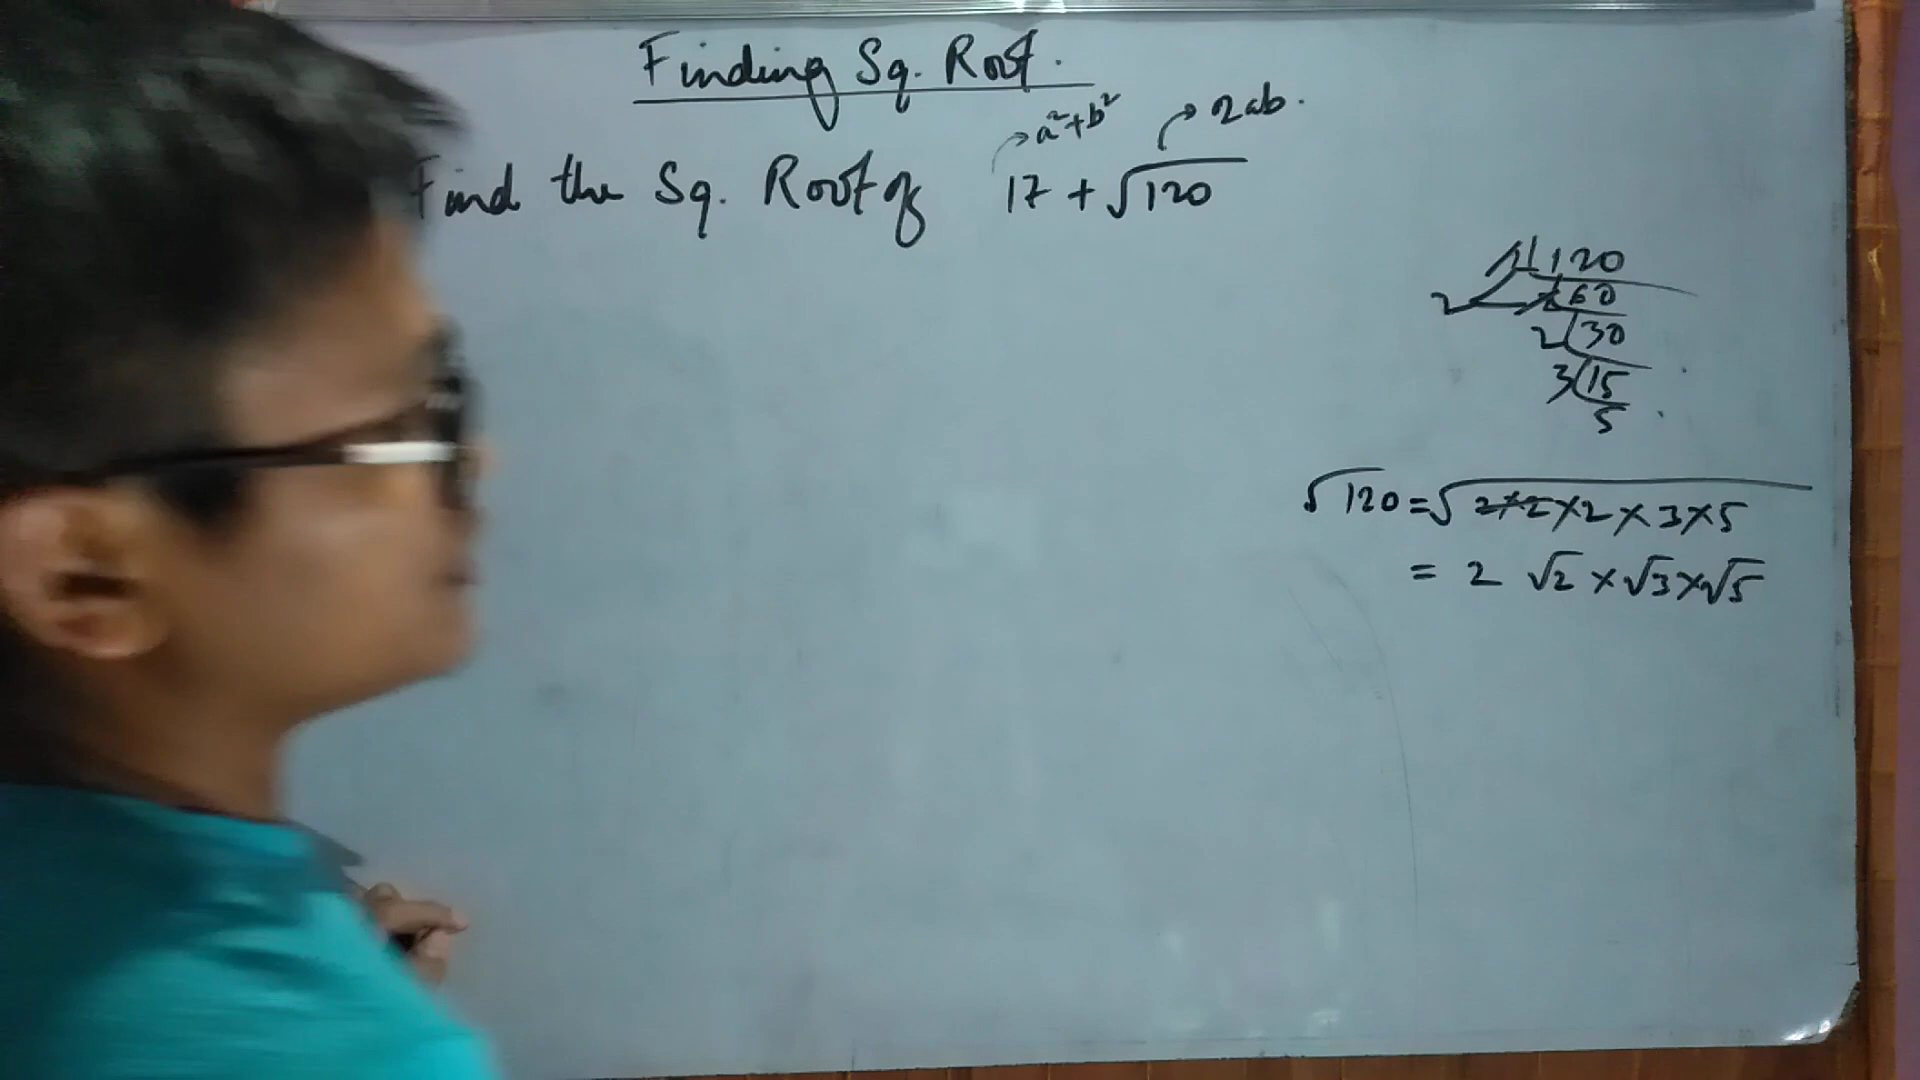 Finding Sq. Root.
a²+b² 2ab.
Find the Sq. Root of 17 + √120
120
2 60
2 30
3 15
5
√120 = √2×2×2×3×5
= 2 √2 × √3 × √5